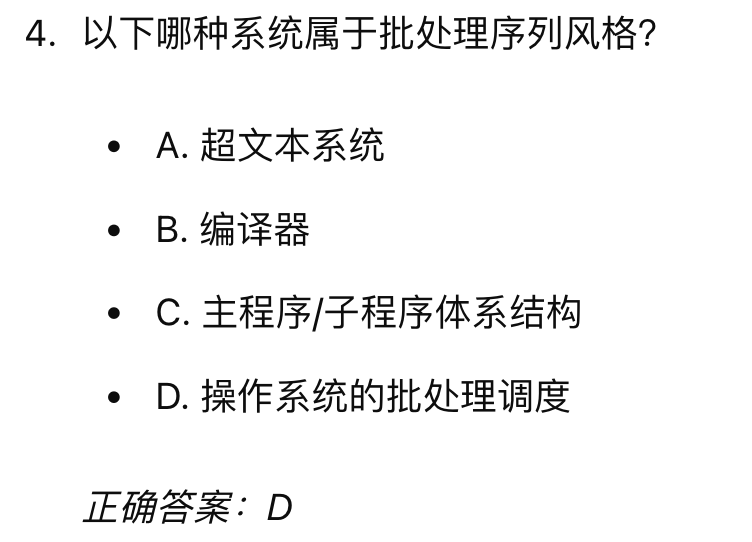 4. 以下哪种系统属于批处理序列风格?
• A. 超文本系统
• B. 编译器
• C. 主程序/子程序体系结构
• D. 操作系统的批处理调度
正确答案：D